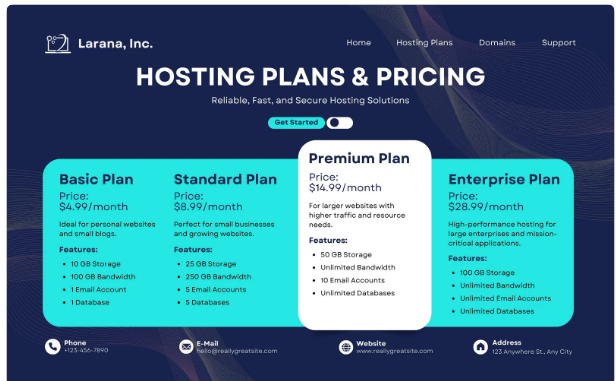 Larana, Inc.
Home
Hosting Plans
Domains
Support
HOSTING PLANS & PRICING
Reliable, Fast, and Secure Hosting Solutions
Get Started
Basic Plan
Price:
$4.99/month
Ideal for personal websites
and small blogs.
Features:
• 10 GB Storage
• 100 GB Bandwidth
• 1 Email Account
• 1 Database
Standard Plan
Price:
$8.99/month
Perfect for small businesses
and growing websites.
Features:
• 25 GB Storage
• 250 GB Bandwidth
• 5 Email Accounts
• 5 Databases
Premium Plan
Price:
$14.99/month
For larger websites with
higher traffic and resource
needs.
Features:
• 50 GB Storage
• Unlimited Bandwidth
• 10 Email Accounts
• Unlimited Databases
Enterprise Plan
Price:
$28.99/month
High-performance hosting for
large enterprises and mission-
critical applications.
Features:
• 100 GB Storage
• Unlimited Bandwidth
• Unlimited Email Accounts
• Unlimited Databases
Phone
+123-456-7890
E-Mail
hello@reallygreatsite.com
Website
www.reallygreatsite.com
Address
123 Anywhere St., Any City